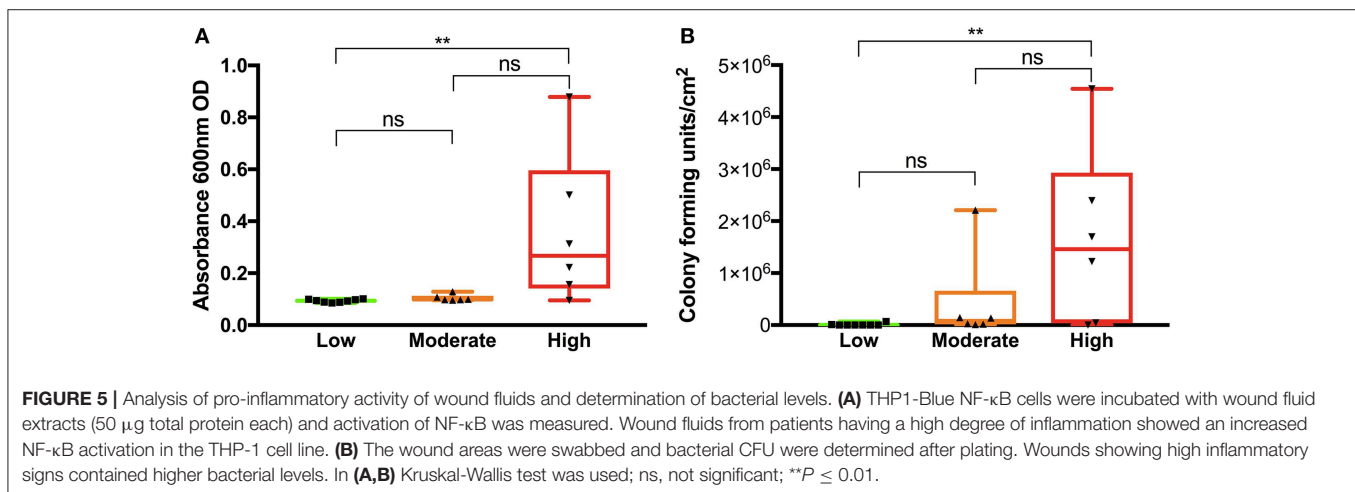 A
**
ns
ns
Absorbance 600nm OD
1.0
0.8
0.6
0.4
0.2
0.0
Low Moderate High
B
**
ns
ns
Colony forming units/cm²
5×10⁶
4×10⁶
3×10⁶
2×10⁶
1×10⁶
0
Low Moderate High
FIGURE 5 | Analysis of pro-inflammatory activity of wound fluids and determination of bacterial levels. (A) THP1-Blue NF-κB cells were incubated with wound fluid
extracts (50 μg total protein each) and activation of NF-κB was measured. Wound fluids from patients having a high degree of inflammation showed an increased
NF-κB activation in the THP-1 cell line. (B) The wound areas were swabbed and bacterial CFU were determined after plating. Wounds showing high inflammatory
signs contained higher bacterial levels. In (A,B) Kruskal-Wallis test was used; ns, not significant; **P ≤ 0.01.